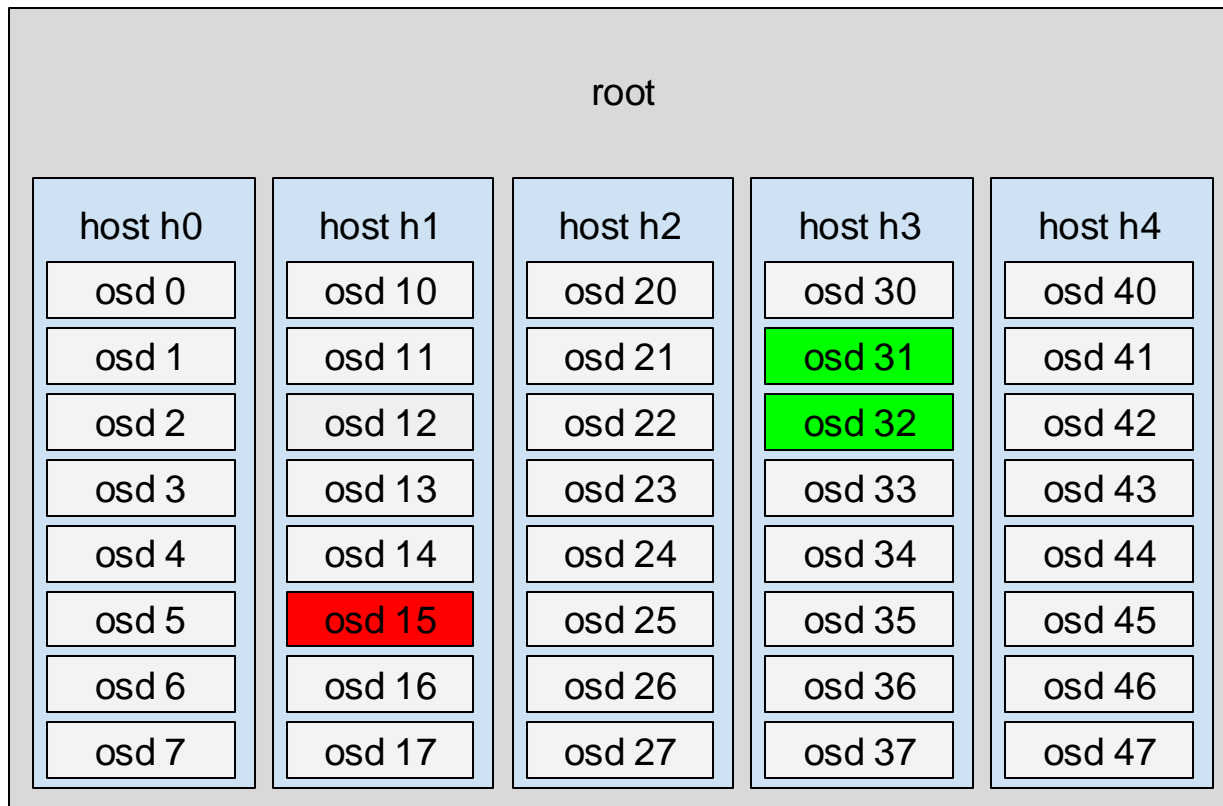 root
host h0
osd 0
osd 1
osd 2
osd 3
osd 4
osd 5
osd 6
osd 7
host h1
osd 10
osd 11
osd 12
osd 13
osd 14
osd 15
osd 16
osd 17
host h2
osd 20
osd 21
osd 22
osd 23
osd 24
osd 25
osd 26
osd 27
host h3
osd 30
osd 31
osd 32
osd 33
osd 34
osd 35
osd 36
osd 37
host h4
osd 40
osd 41
osd 42
osd 43
osd 44
osd 45
osd 46
osd 47